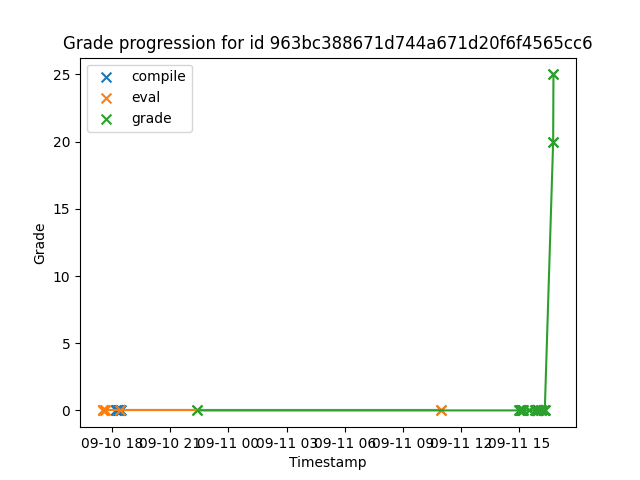 Grade progression for id 963bc388671d744a671d20f6f4565cc6
compile
eval
grade
25
20
15
10
5
0
Grade
09-10 18 09-10 21 09-11 00 09-11 03 09-11 06 09-11 09 09-11 12 09-11 15
Timestamp